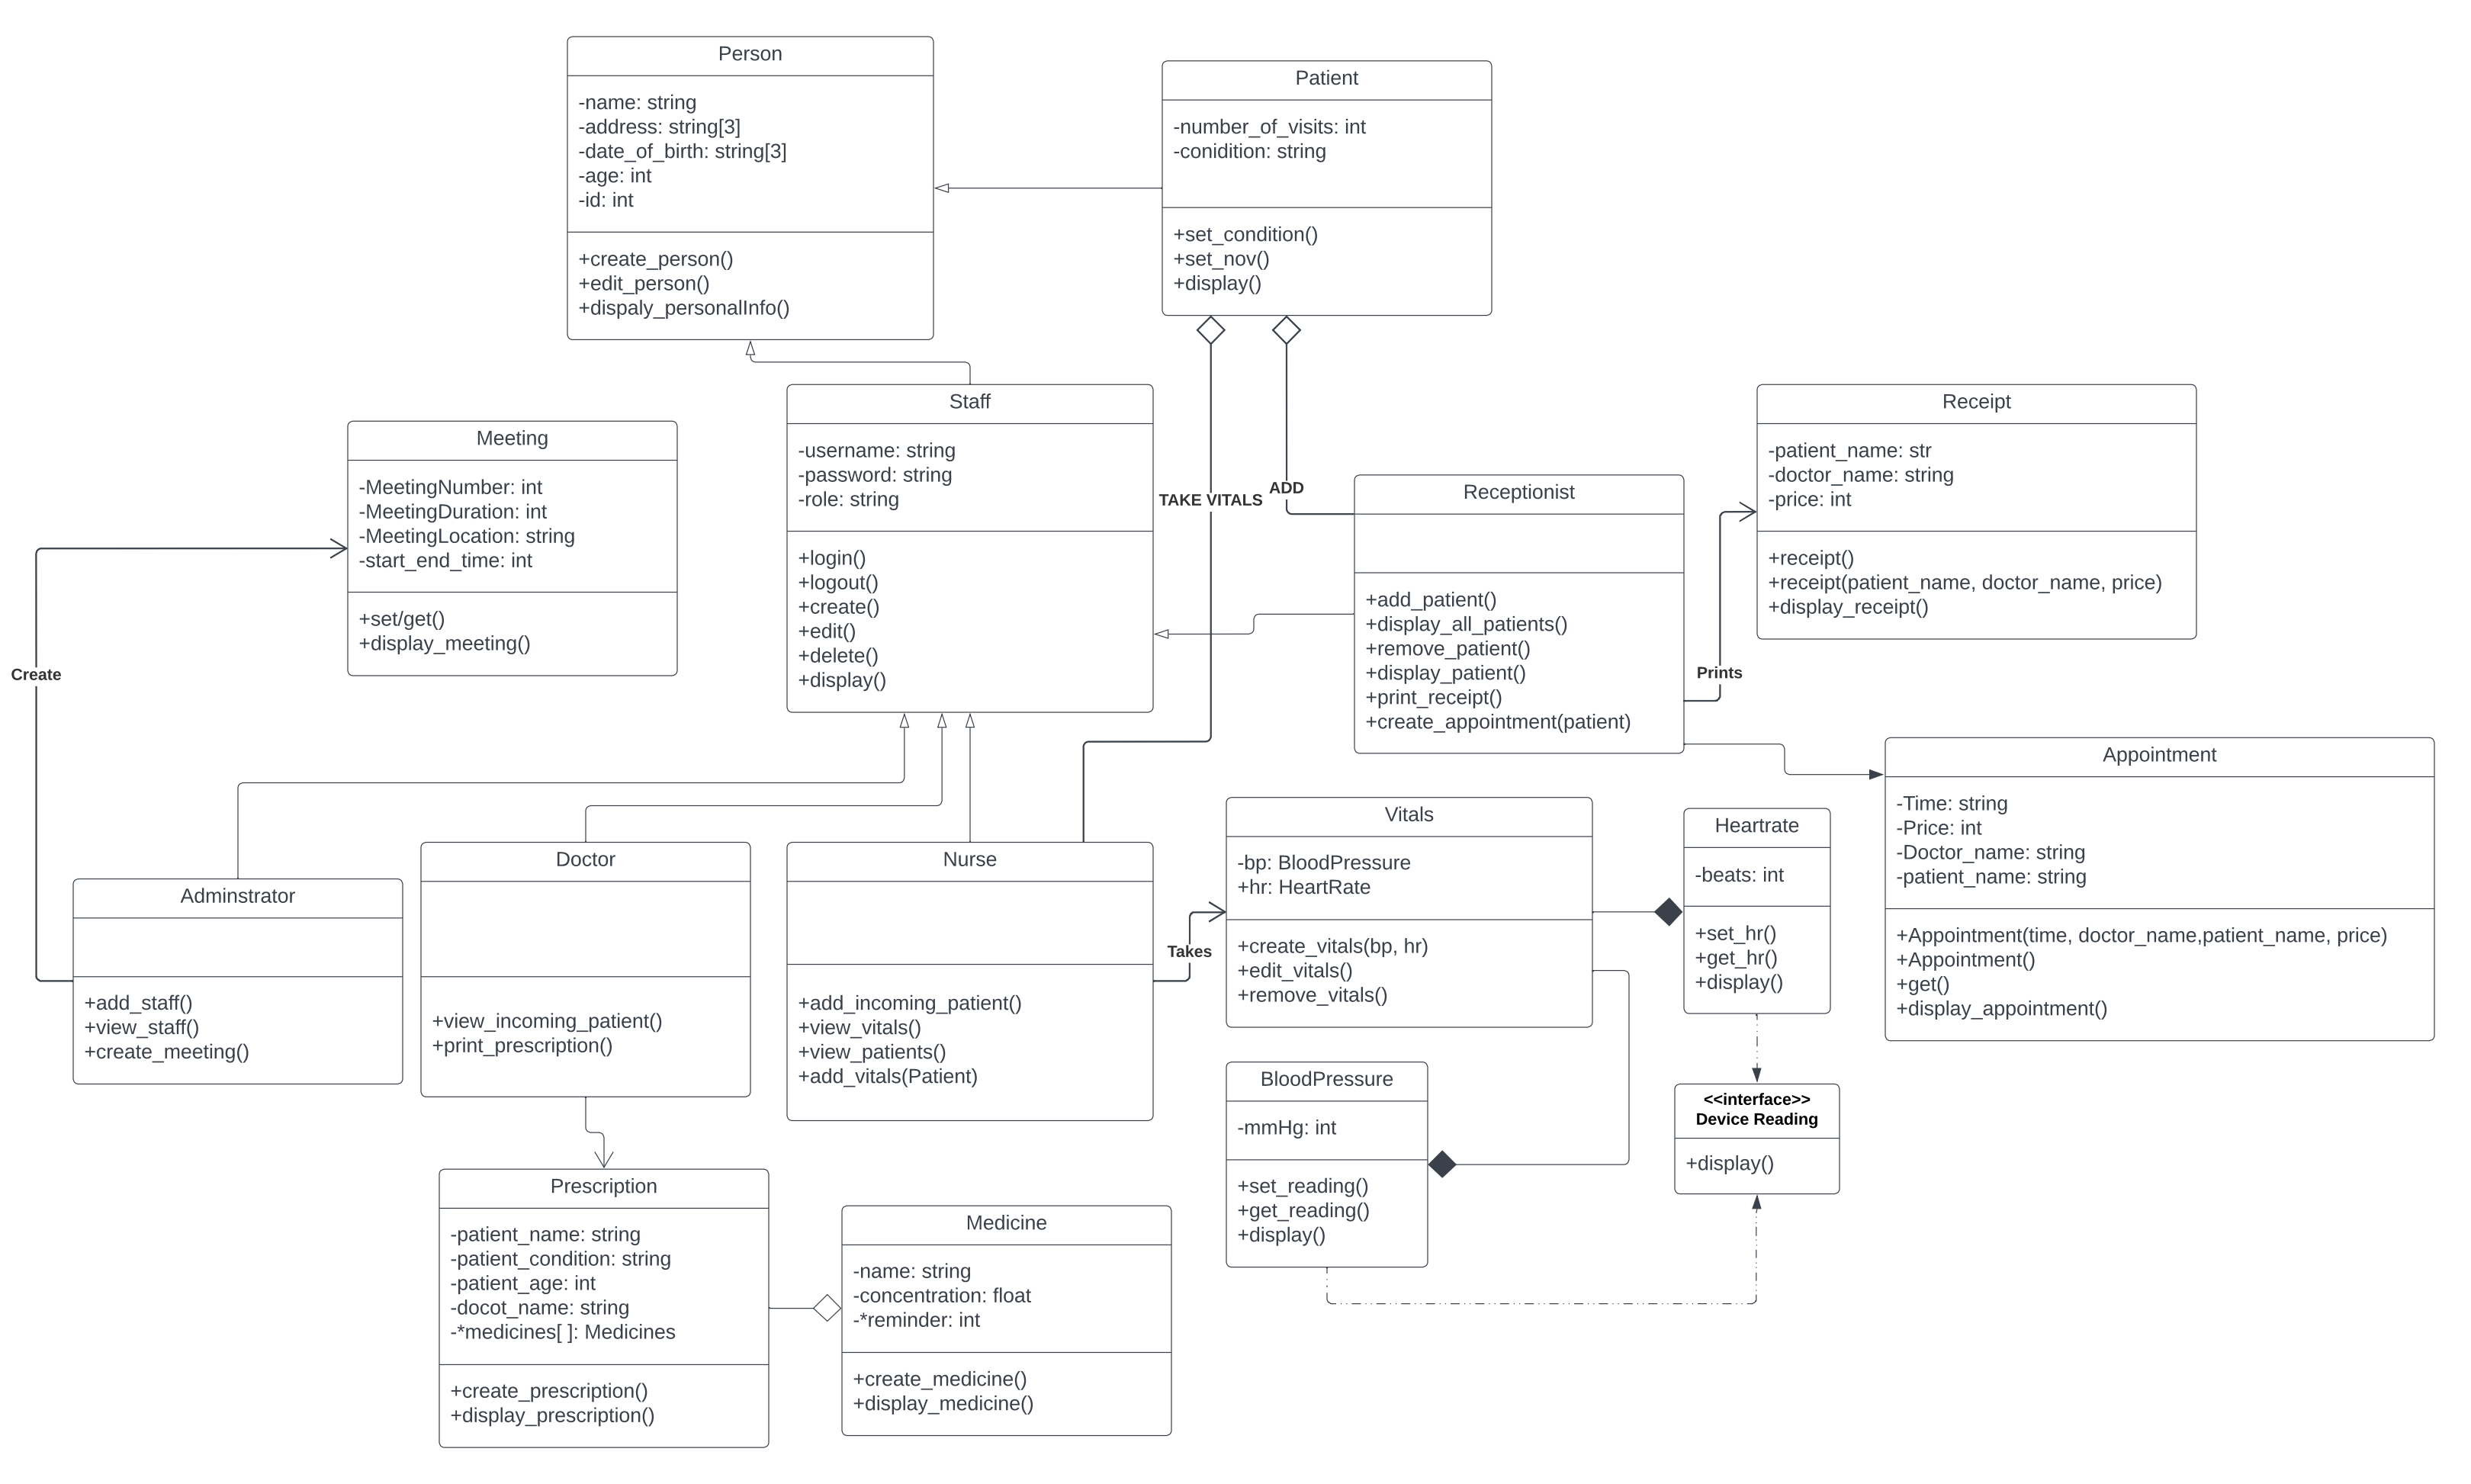 Person
-name: string
-address: string[3]
-date_of_birth: string[3]
-age: int
-id: int
+create_person()
+edit_person()
+dispaly_personalInfo()
Patient
-number_of_visits: int
-conidition: string
+set_condition()
+set_nov()
+display()
Staff
-username: string
-password: string
-role: string
+login()
+logout()
+create()
+edit()
+delete()
+display()
Meeting
-MeetingNumber: int
-MeetingDuration: int
-MeetingLocation: string
-start_end_time: int
+set/get()
+display_meeting()
Create
TAKE VITALS
ADD
Receptionist
+add_patient()
+display_all_patients()
+remove_patient()
+display_patient()
+print_receipt()
+create_appointment(patient)
Prints
Receipt
-patient_name: str
-doctor_name: string
-price: int
+receipt()
+receipt(patient_name, doctor_name, price)
+display_receipt()
Appointment
-Time: string
-Price: int
-Doctor_name: string
-patient_name: string
+Appointment(time, doctor_name,patient_name, price)
+Appointment()
+get()
+display_appointment()
Adminstrator
+add_staff()
+view_staff()
+create_meeting()
Doctor
+view_incoming_patient()
+print_prescription()
Nurse
+add_incoming_patient()
+view_vitals()
+view_patients()
+add_vitals(Patient)
Takes
Vitals
-bp: BloodPressure
+hr: HeartRate
+create_vitals(bp, hr)
+edit_vitals()
+remove_vitals()
Heartrate
-beats: int
+set_hr()
+get_hr()
+display()
BloodPressure
-mmHg: int
+set_reading()
+get_reading()
+display()
<<interface>>
Device Reading
+display()
Prescription
-patient_name: string
-patient_condition: string
-patient_age: int
-docot_name: string
-*medicines[ ]: Medicines
+create_prescription()
+display_prescription()
Medicine
-name: string
-concentration: float
-*reminder: int
+create_medicine()
+display_medicine()